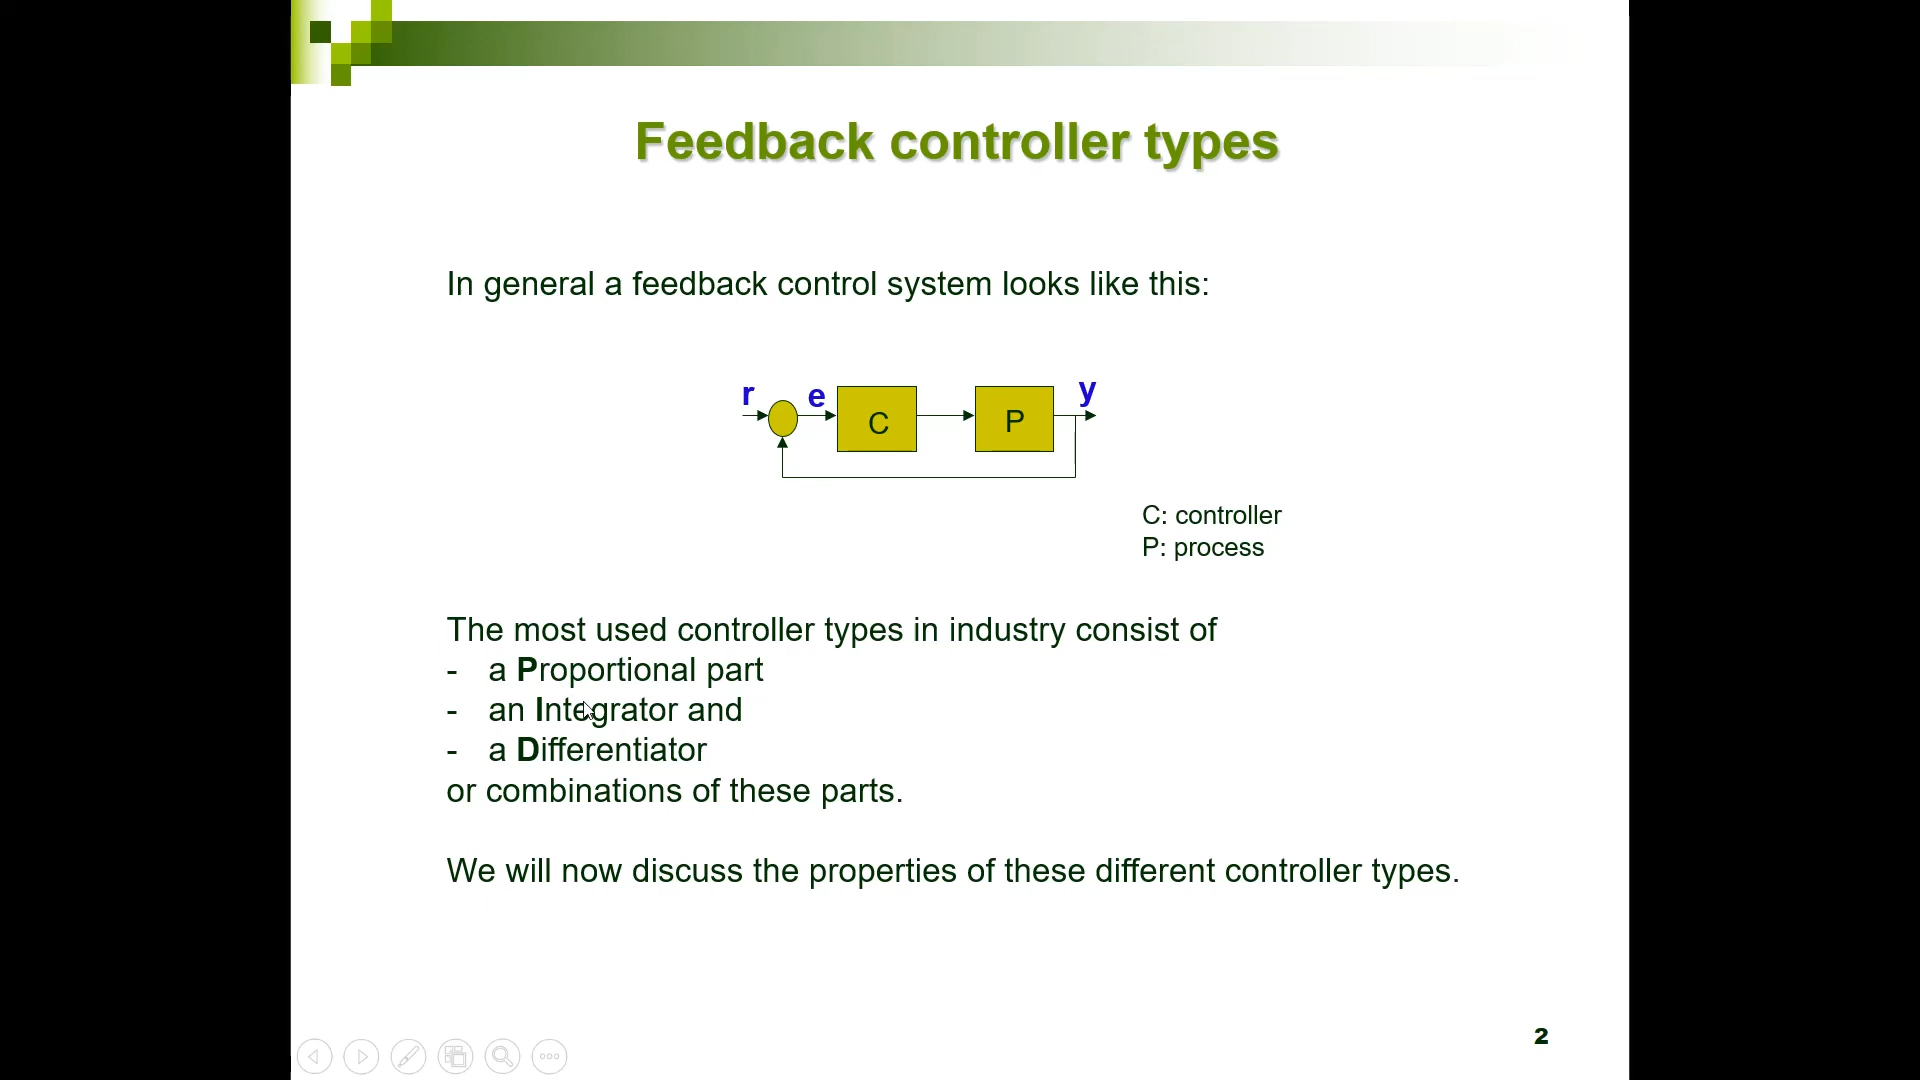 Feedback controller types
In general a feedback control system looks like this:
r e C P y
C: controller
P: process
The most used controller types in industry consist of
- a Proportional part
- an Integrator and
- a Differentiator
or combinations of these parts.
We will now discuss the properties of these different controller types.
2